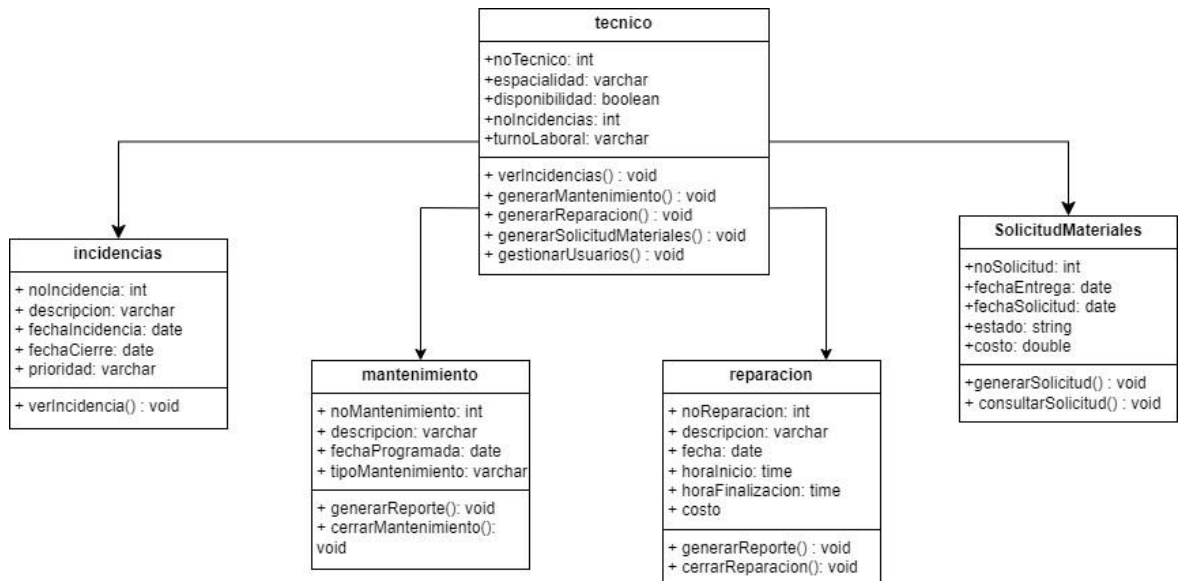 tecnico
+noTecnico: int
+espacialidad: varchar
+disponibilidad: boolean
+noIncidencias: int
+turnoLaboral: varchar
+ verIncidencias() : void
+ generarMantenimiento() : void
+ generarReparacion() : void
+ generarSolicitudMateriales() : void
+ gestionarUsuarios() : void
incidencias
+ noIncidencia: int
+ descripcion: varchar
+ fechaIncidencia: date
+ fechaCierre: date
+ prioridad: varchar
+ verIncidencia() : void
mantenimiento
+ noMantenimiento: int
+ descripcion: varchar
+ fechaProgramada: date
+ tipoMantenimiento: varchar
+ generarReporte(): void
+ cerrarMantenimiento():
void
reparacion
+ noReparacion: int
+ descripcion: varchar
+ fecha: date
+ horaInicio: time
+ horaFinalizacion: time
+ costo
+ generarReporte() : void
+ cerrarReparacion(): void
SolicitudMateriales
+noSolicitud: int
+fechaEntrega: date
+fechaSolicitud: date
+estado: string
+costo: double
+generarSolicitud() : void
+ consultarSolicitud() : void